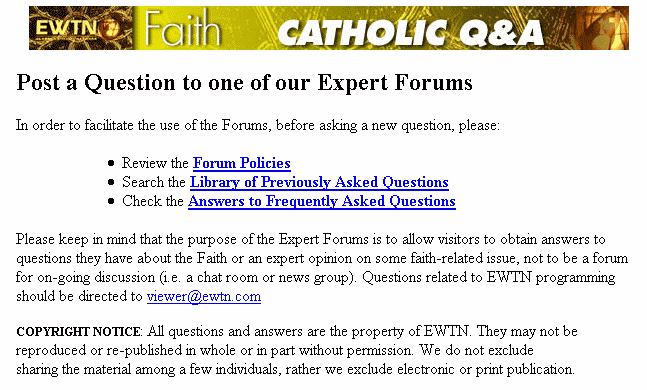 EWTN Faith CATHOLIC Q&A
Post a Question to one of our Expert Forums
In order to facilitate the use of the Forums, before asking a new question, please:
• Review the Forum Policies
• Search the Library of Previously Asked Questions
• Check the Answers to Frequently Asked Questions
Please keep in mind that the purpose of the Expert Forums is to allow visitors to obtain answers to
questions they have about the Faith or an expert opinion on some faith-related issue, not to be a forum
for on-going discussion (i.e. a chat room or news group). Questions related to EWTN programming
should be directed to viewer@ewtn.com
COPYRIGHT NOTICE: All questions and answers are the property of EWTN. They may not be
reproduced or re-published in whole or in part without permission. We do not exclude
sharing the material among a few individuals, rather we exclude electronic or print publication.